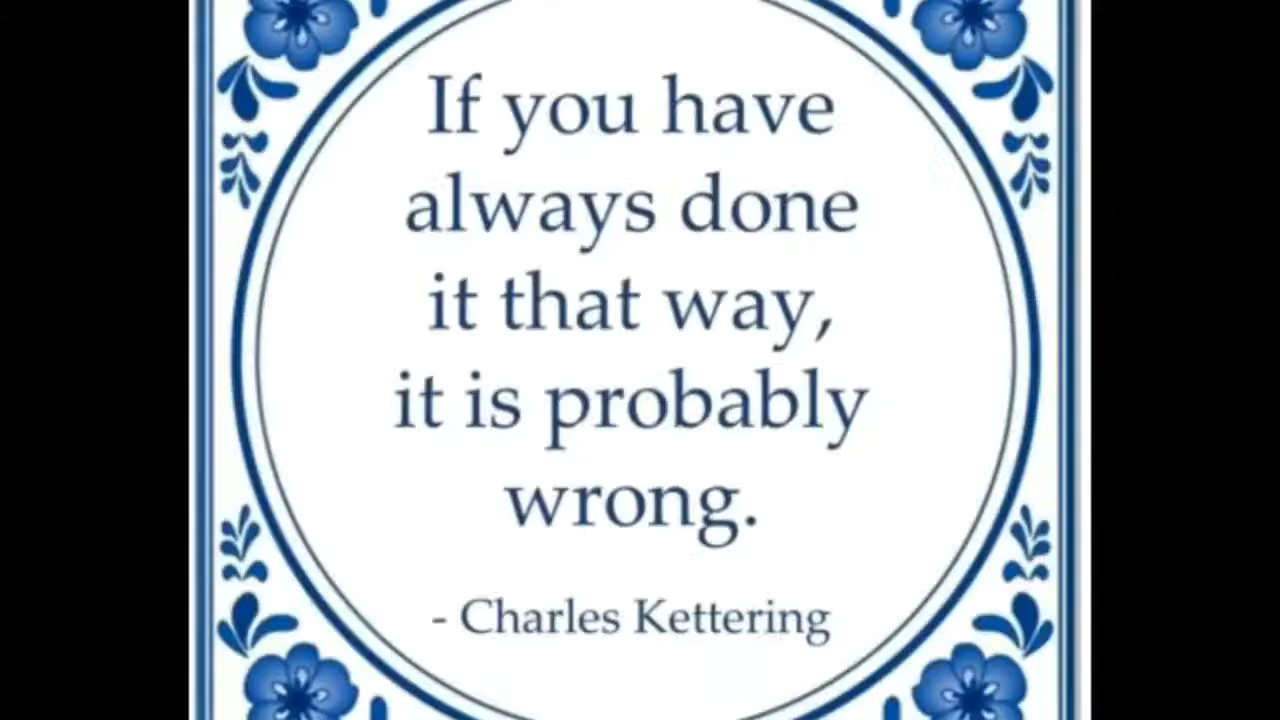 If you have
always done
it that way,
it is probably
wrong.
- Charles Kettering